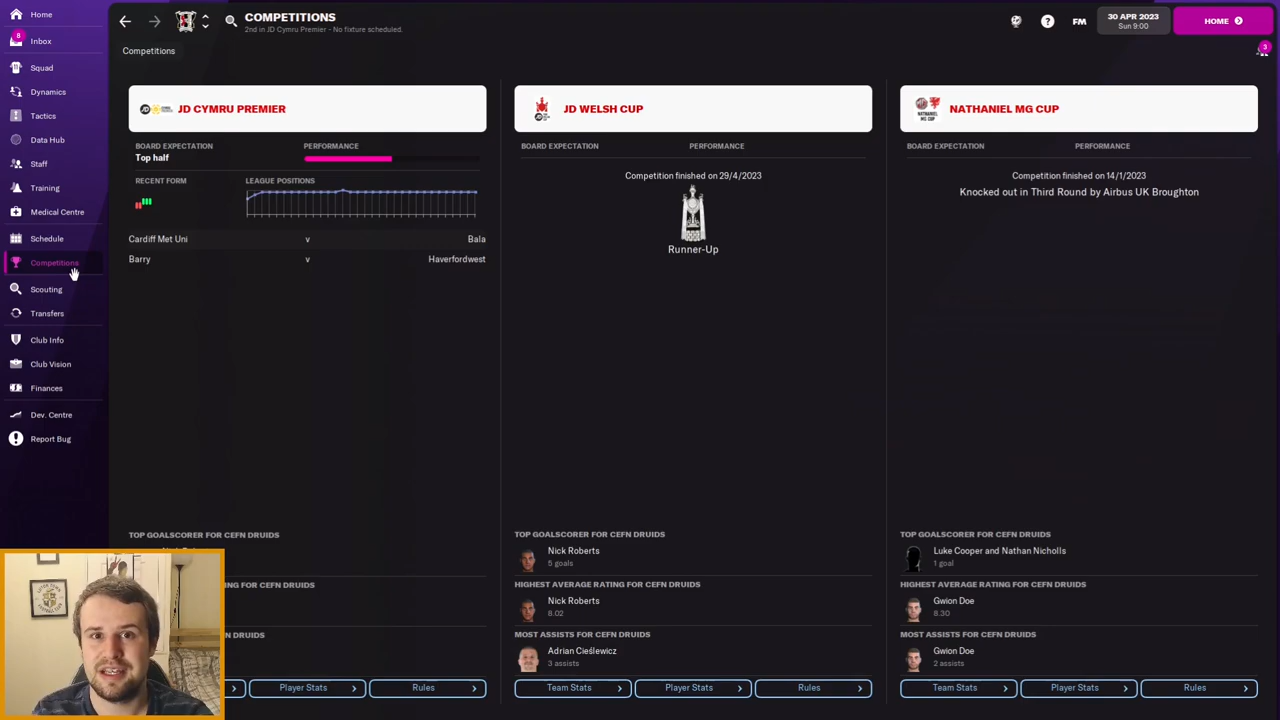 Home
COMPETITIONS
2nd in JD Cymru Premier - No fixture scheduled.
FM
30 APR 2023
Sun 9:00
HOME
8
Inbox
Competitions
3
Squad
Dynamics
Tactics
Data Hub
Staff
Training
Medical Centre
Schedule
Competitions
Scouting
Transfers
Club Info
Club Vision
Finances
Dev. Centre
Report Bug
JD CYMRU PREMIER
BOARD EXPECTATION
PERFORMANCE
Top half
RECENT FORM
LEAGUE POSITIONS
Cardiff Met Uni v Bala
Barry v Haverfordwest
TOP GOALSCORER FOR CEFN DRUIDS
FOR CEFN DRUIDS
DRUIDS
Player Stats
Rules
JD WELSH CUP
BOARD EXPECTATION
PERFORMANCE
Competition finished on 29/4/2023
Runner-Up
TOP GOALSCORER FOR CEFN DRUIDS
Nick Roberts
5 goals
HIGHEST AVERAGE RATING FOR CEFN DRUIDS
Nick Roberts
8.02
MOST ASSISTS FOR CEFN DRUIDS
Adrian Cieślewicz
3 assists
Team Stats
Player Stats
Rules
NATHANIEL MG CUP
BOARD EXPECTATION
PERFORMANCE
Competition finished on 14/1/2023
Knocked out in Third Round by Airbus UK Broughton
TOP GOALSCORER FOR CEFN DRUIDS
Luke Cooper and Nathan Nicholls
1 goal
HIGHEST AVERAGE RATING FOR CEFN DRUIDS
Gwion Doe
8.30
MOST ASSISTS FOR CEFN DRUIDS
Gwion Doe
2 assists
Team Stats
Player Stats
Rules